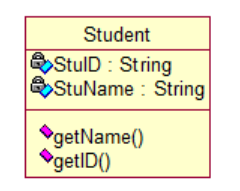 Student
StuID : String
StuName : String
getName()
getID()